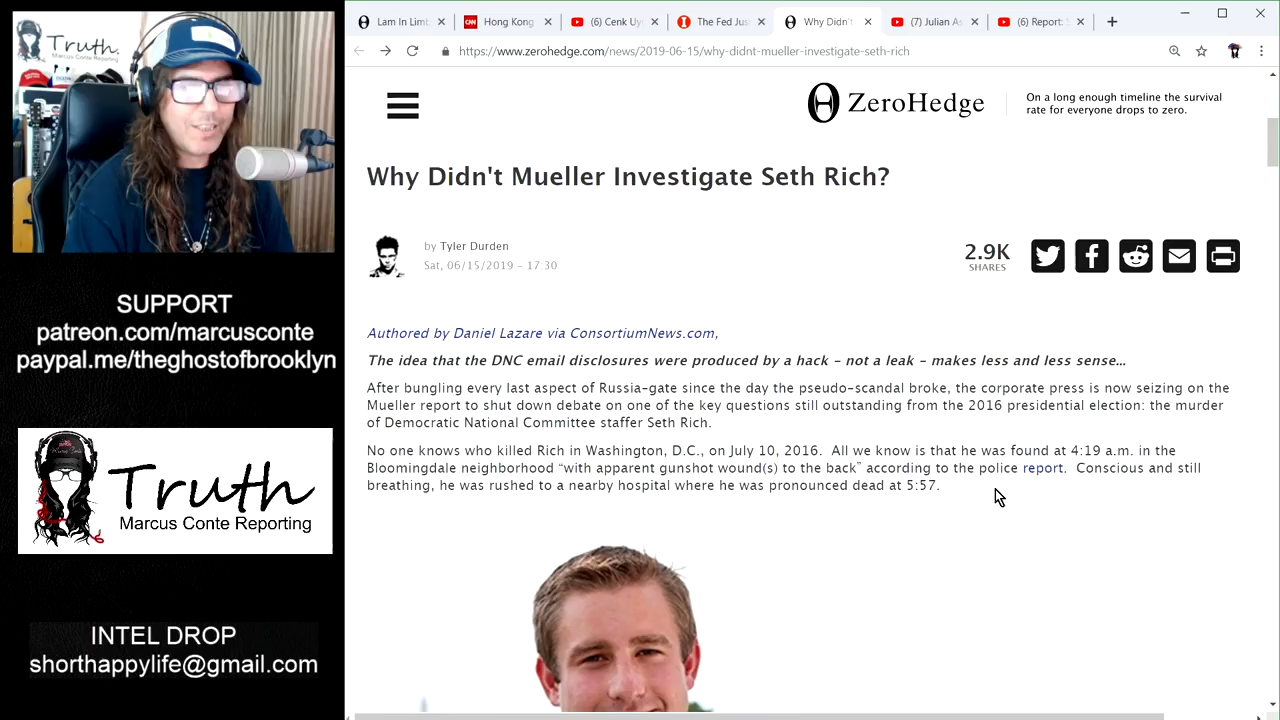 Truth.
Marcus Conte Reporting
SUPPORT
patreon.com/marcusconte
paypal.me/theghostofbrooklyn
Truth
Marcus Conte Reporting
INTEL DROP
shorthappylife@gmail.com
Lam In Limb
CNN
Hong Kong
(6) Cenk Uy
The Fed Jus
Why Didn'
(7) Julian As
(6) Report:
https://www.zerohedge.com/news/2019-06-15/why-didnt-mueller-investigate-seth-rich
ZeroHedge
On a long enough timeline the survival
rate for everyone drops to zero.
Why Didn't Mueller Investigate Seth Rich?
by Tyler Durden
Sat, 06/15/2019 - 17:30
2.9K
SHARES
Authored by Daniel Lazare via ConsortiumNews.com,
The idea that the DNC email disclosures were produced by a hack - not a leak - makes less and less sense...
After bungling every last aspect of Russia-gate since the day the pseudo-scandal broke, the corporate press is now seizing on the
Mueller report to shut down debate on one of the key questions still outstanding from the 2016 presidential election: the murder
of Democratic National Committee staffer Seth Rich.
No one knows who killed Rich in Washington, D.C., on July 10, 2016.  All we know is that he was found at 4:19 a.m. in the
Bloomingdale neighborhood “with apparent gunshot wound(s) to the back” according to the police report.  Conscious and still
breathing, he was rushed to a nearby hospital where he was pronounced dead at 5:57.